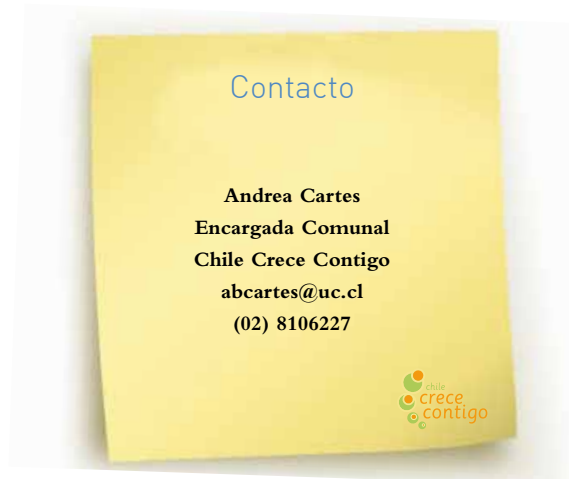 Contacto
Andrea Cartes
Encargada Comunal
Chile Crece Contigo
abcartes@uc.cl
(02) 8106227
chile
crece
contigo